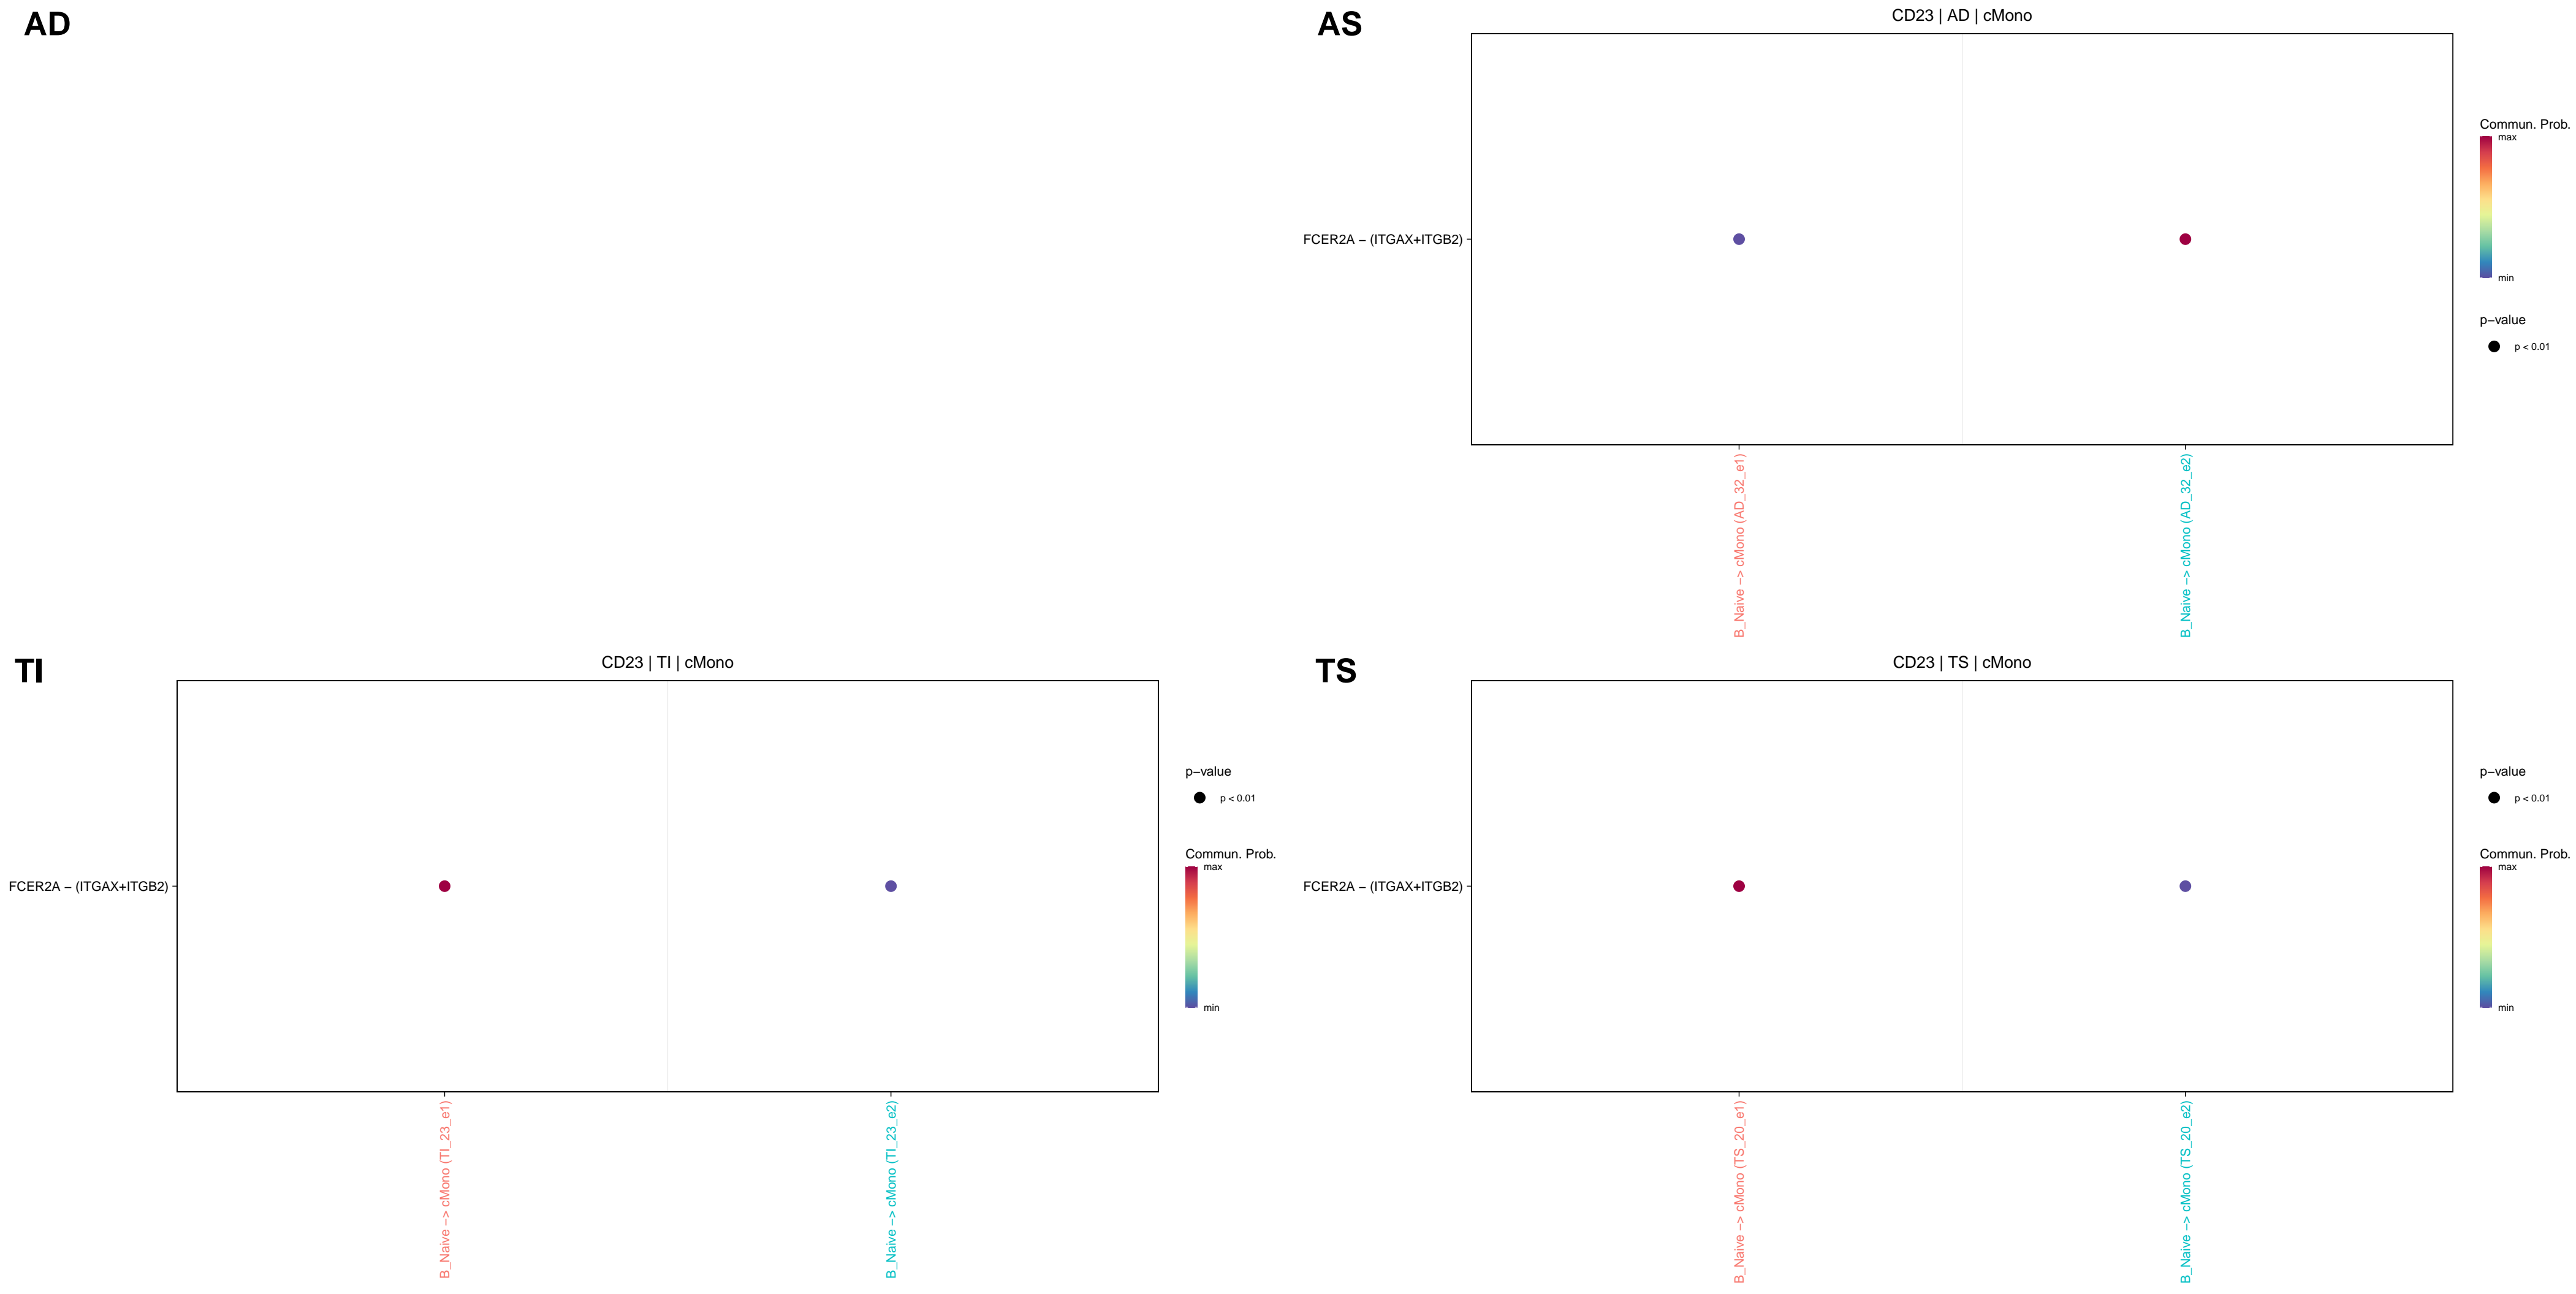 AD
AS
CD23 | AD | cMono
FCER2A – (ITGAX+ITGB2)
B_Naive –> cMono (AD_32_e1)
B_Naive –> cMono (AD_32_e2)
Commun. Prob.
max
min
p–value
p < 0.01
TI
CD23 | TI | cMono
FCER2A – (ITGAX+ITGB2)
B_Naive –> cMono (TI_23_e1)
B_Naive –> cMono (TI_23_e2)
p–value
p < 0.01
Commun. Prob.
max
min
TS
CD23 | TS | cMono
FCER2A – (ITGAX+ITGB2)
B_Naive –> cMono (TS_20_e1)
B_Naive –> cMono (TS_20_e2)
p–value
p < 0.01
Commun. Prob.
max
min